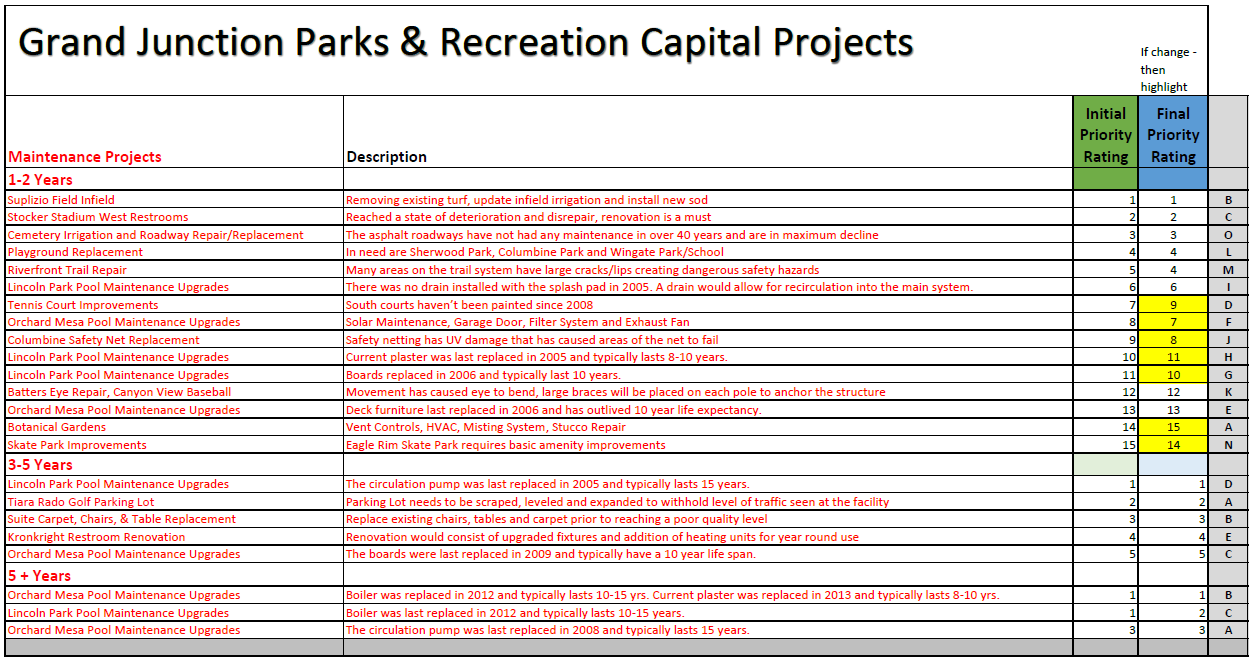 Grand Junction Parks & Recreation Capital Projects
If change -
then
highlight
Maintenance Projects Description Initial Priority Rating Final Priority Rating
1-2 Years
Suplizio Field Infield Removing existing turf, update infield irrigation and install new sod 1 1 B
Stocker Stadium West Restrooms Reached a state of deterioration and disrepair, renovation is a must 2 2 C
Cemetery Irrigation and Roadway Repair/Replacement The asphalt roadways have not had any maintenance in over 40 years and are in maximum decline 3 3 O
Playground Replacement In need are Sherwood Park, Columbine Park and Wingate Park/School 4 4 L
Riverfront Trail Repair Many areas on the trail system have large cracks/lips creating dangerous safety hazards 5 4 M
Lincoln Park Pool Maintenance Upgrades There was no drain installed with the splash pad in 2005. A drain would allow for recirculation into the main system. 6 6 I
Tennis Court Improvements South courts haven't been painted since 2008 7 9 D
Orchard Mesa Pool Maintenance Upgrades Solar Maintenance, Garage Door, Filter System and Exhaust Fan 8 7 F
Columbine Safety Net Replacement Safety netting has UV damage that has caused areas of the net to fail 9 8 J
Lincoln Park Pool Maintenance Upgrades Current plaster was last replaced in 2005 and typically lasts 8-10 years. 10 11 H
Lincoln Park Pool Maintenance Upgrades Boards replaced in 2006 and typically last 10 years. 11 10 G
Batters Eye Repair, Canyon View Baseball Movement has caused eye to bend, large braces will be placed on each pole to anchor the structure 12 12 K
Orchard Mesa Pool Maintenance Upgrades Deck furniture last replaced in 2006 and has outlived 10 year life expectancy. 13 13 E
Botanical Gardens Vent Controls, HVAC, Misting System, Stucco Repair 14 15 A
Skate Park Improvements Eagle Rim Skate Park requires basic amenity improvements 15 14 N
3-5 Years
Lincoln Park Pool Maintenance Upgrades The circulation pump was last replaced in 2005 and typically lasts 15 years. 1 1 D
Tiara Rado Golf Parking Lot Parking Lot needs to be scraped, leveled and expanded to withhold level of traffic seen at the facility 2 2 A
Suite Carpet, Chairs, & Table Replacement Replace existing chairs, tables and carpet prior to reaching a poor quality level 3 3 B
Kronkright Restroom Renovation Renovation would consist of upgraded fixtures and addition of heating units for year round use 4 4 E
Orchard Mesa Pool Maintenance Upgrades The boards were last replaced in 2009 and typically have a 10 year life span. 5 5 C
5 + Years
Orchard Mesa Pool Maintenance Upgrades Boiler was replaced in 2012 and typically lasts 10-15 yrs. Current plaster was replaced in 2013 and typically lasts 8-10 yrs. 1 1 B
Lincoln Park Pool Maintenance Upgrades Boiler was last replaced in 2012 and typically lasts 10-15 years. 1 2 C
Orchard Mesa Pool Maintenance Upgrades The circulation pump was last replaced in 2008 and typically lasts 15 years. 3 3 A